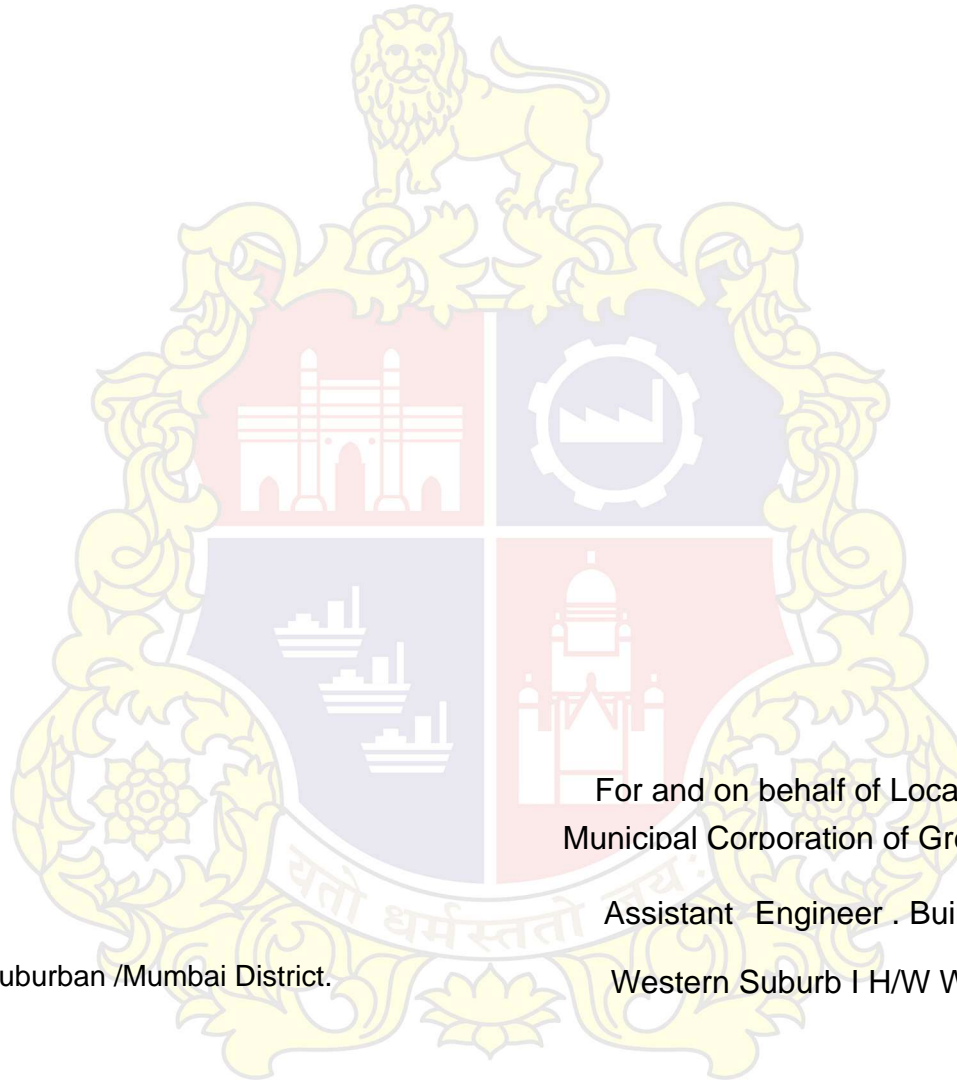 For and on behalf of Loca
Municipal Corporation of Gre
यतो धर्मस्ततो जयः
Assistant Engineer . Bui
uburban /Mumbai District.
Western Suburb I H/W W